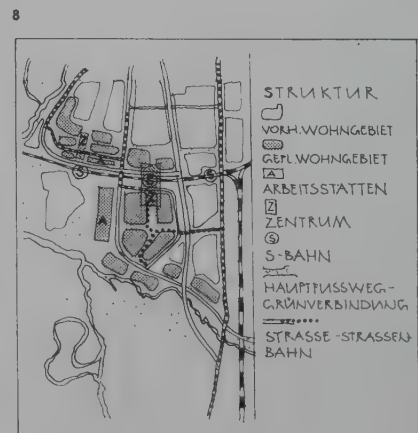 8
STRUKTUR
VORH. WOHNGEBIET
GEPL. WOHNGEBIET
A
ARBEITSSTÄTTEN
Z
ZENTRUM
S
S-BAHN
HAUPTFUSSWEG-
GRÜNVERBINDUNG
STRASSE-STRASSEN
BAHN
A
A
S
S
S
Z